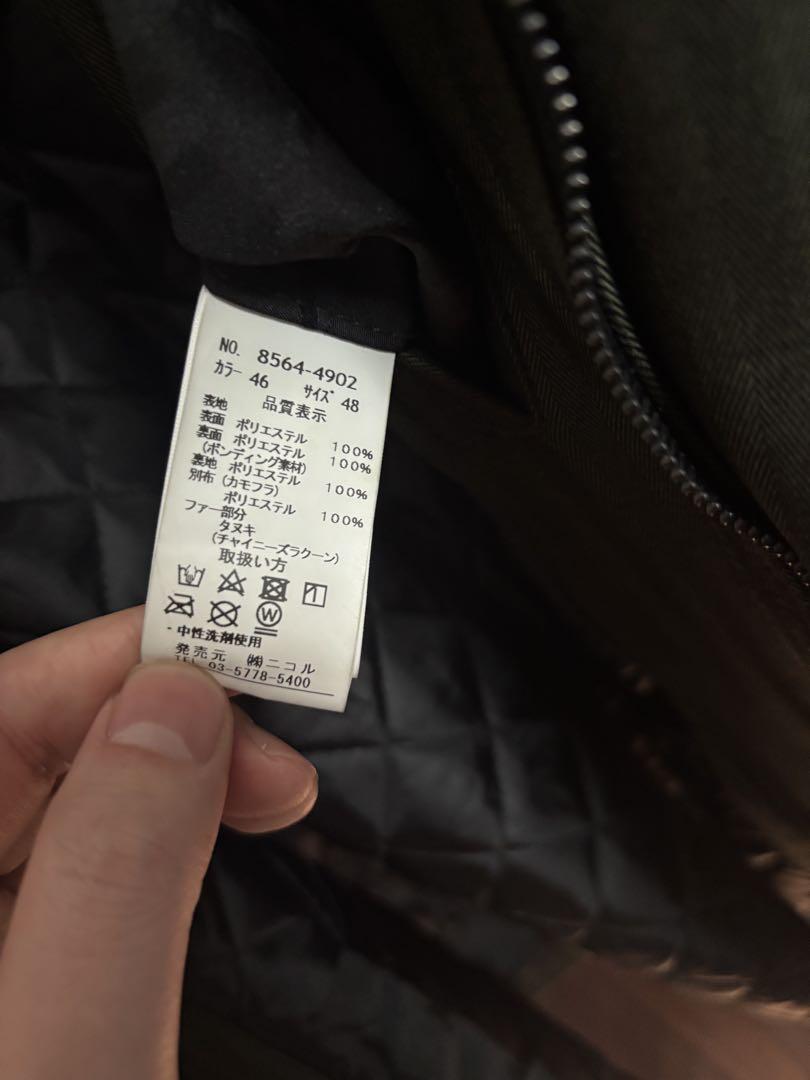 NO. 8564-4902
カラー 46 サイズ 48
品質表示
表地
表面 ポリエステル 100%
裏面 ポリエステル 100%
(ボンディング素材)
裏地 ポリエステル 100%
別布(カモフラ)
ポリエステル 100%
ファー部分
タヌキ
(チャイニーズラクーン)
取扱い方
W
・中性洗剤使用
発売元 ㈱ニコル
TEL 03-5778-5400